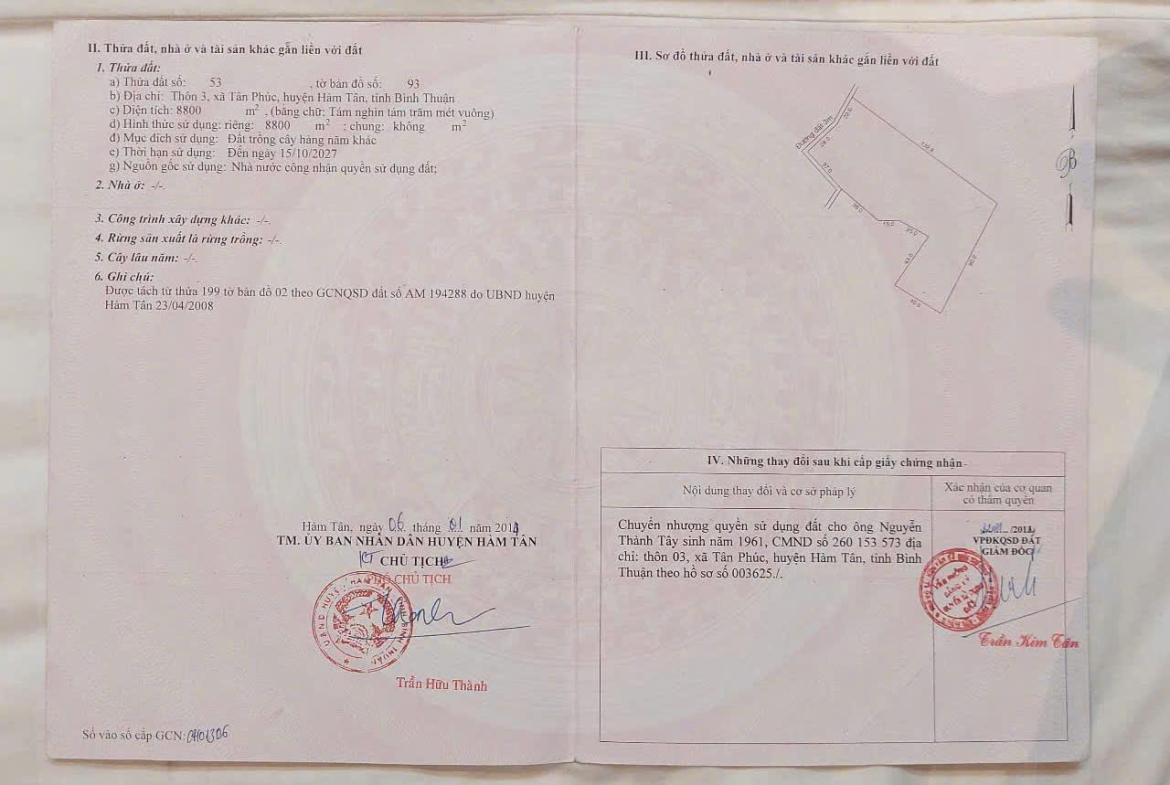 II. Thửa đất, nhà ở và tài sản khác gắn liền với đất
1. Thửa đất:
a) Thửa đất số: 53 , tờ bản đồ số: 93
b) Địa chỉ: Thôn 3, xã Tân Phúc, huyện Hàm Tân, tỉnh Bình Thuận
c) Diện tích: 8800 m², (bằng chữ: Tám nghìn tám trăm mét vuông)
d) Hình thức sử dụng: riêng: 8800 m² ; chung: không m²
đ) Mục đích sử dụng: Đất trồng cây hàng năm khác
e) Thời hạn sử dụng: Đến ngày 15/10/2027
g) Nguồn gốc sử dụng: Nhà nước công nhận quyền sử dụng đất;
2. Nhà ở: -/-.
3. Công trình xây dựng khác: -/-.
4. Rừng sản xuất là rừng trồng: -/-.
5. Cây lâu năm: -/-.
6. Ghi chú:
Được tách từ thửa 199 tờ bản đồ 02 theo GCNQSD đất số AM 194288 do UBND huyện
Hàm Tân 23/04/2008
Hàm Tân, ngày 06 tháng 01 năm
TM. ỦY BAN NHÂN DÂN HUYỆN HÀM TÂN
KT CHỦ TỊCH
PHÓ CHỦ TỊCH
Trần Hữu Thành
Số vào sổ cấp GCN:
III. Sơ đồ thửa đất, nhà ở và tài sản khác gắn liền với đất
Đường đất 3m
B
IV. Những thay đổi sau khi cấp giấy chứng nhận
Nội dung thay đổi và cơ sở pháp lý
Xác nhận của cơ quan
có thẩm quyền
Chuyển nhượng quyền sử dụng đất cho ông Nguyễn
Thành Tây sinh năm 1961, CMND số 260 153 573 địa
chỉ: thôn 03, xã Tân Phúc, huyện Hàm Tân, tỉnh Bình
Thuận theo hồ sơ số 003625./.
VPĐKQSD ĐẤT
GIÁM ĐỐC
Trần Kim Tân